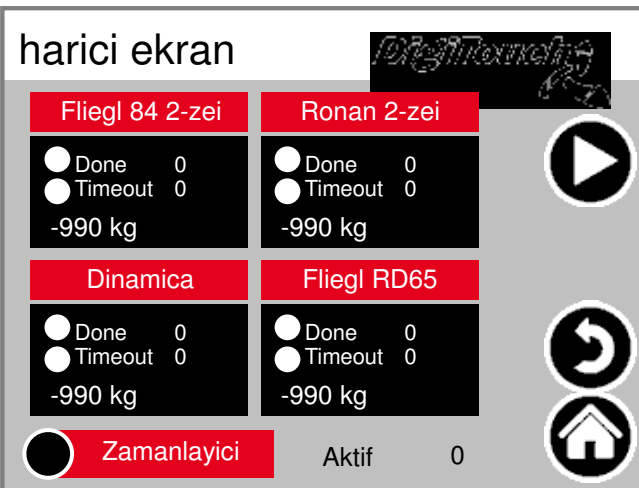 harici ekran
DigiTouch
Fliegl 84 2-zei
Ronan 2-zei
Done 0
Timeout 0
-990 kg
Done 0
Timeout 0
-990 kg
Dinamica
Fliegl RD65
Done 0
Timeout 0
-990 kg
Done 0
Timeout 0
-990 kg
Zamanlayici
Aktif 0